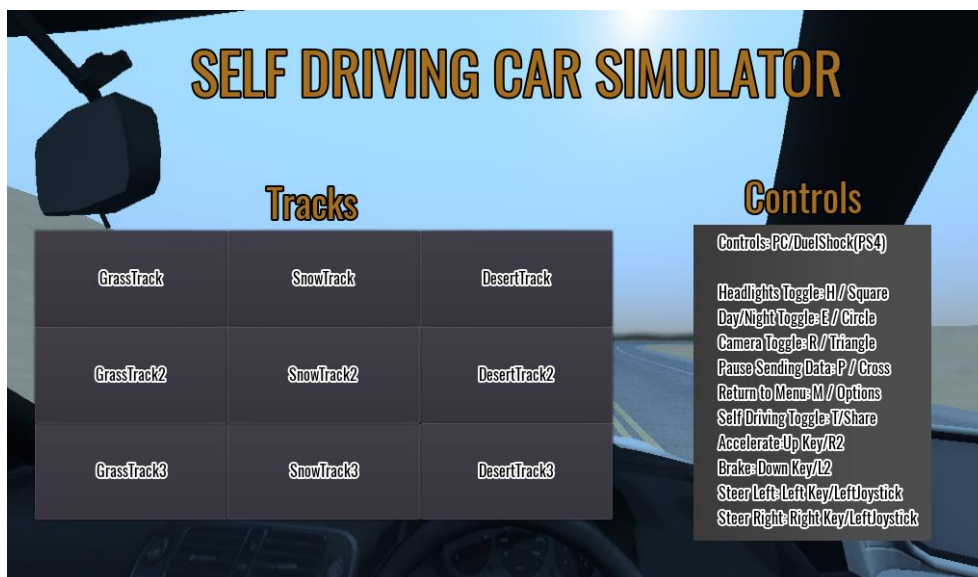 SELF DRIVING CAR SIMULATOR
Tracks
GrassTrack SnowTrack DesertTrack
GrassTrack2 SnowTrack2 DesertTrack2
GrassTrack3 SnowTrack3 DesertTrack3
Controls
Controls: PC/DuelShock(PS4)
Headlights Toggle: H / Square
Day/Night Toggle: E / Circle
Camera Toggle: R / Triangle
Pause Sending Data: P / Cross
Return to Menu: M / Options
Self Driving Toggle: T/Share
Accelerate:Up Key/R2
Brake: Down Key/L2
Steer Left: Left Key/LeftJoystick
Steer Right: Right Key/LeftJoystick